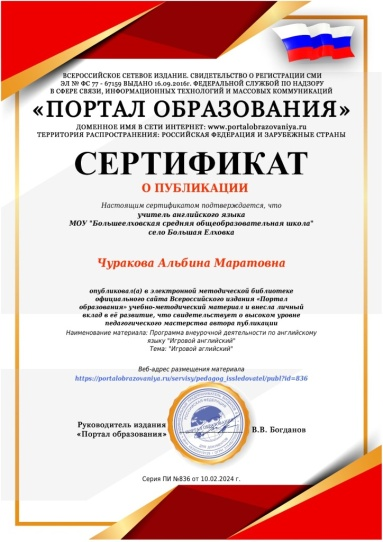 ВСЕРОССИЙСКОЕ СЕТЕВОЕ ИЗДАНИЕ. СВИДЕТЕЛЬСТВО О РЕГИСТРАЦИИ СМИ
ЭЛ № ФС 77 - 67159 ВЫДАНО 16.09.2016г. ФЕДЕРАЛЬНОЙ СЛУЖБОЙ ПО НАДЗОРУ
В СФЕРЕ СВЯЗИ, ИНФОРМАЦИОННЫХ ТЕХНОЛОГИЙ И МАССОВЫХ КОММУНИКАЦИЙ
«ПОРТАЛ ОБРАЗОВАНИЯ»
ДОМЕННОЕ ИМЯ В СЕТИ ИНТЕРНЕТ: www.portalobrazovaniya.ru
ТЕРРИТОРИЯ РАСПРОСТРАНЕНИЯ: РОССИЙСКАЯ ФЕДЕРАЦИЯ И ЗАРУБЕЖНЫЕ СТРАНЫ
СЕРТИФИКАТ
О ПУБЛИКАЦИИ
Настоящим сертификатом подтверждается, что
учитель английского языка
МОУ "Большеелховская средняя общеобразовательная школа"
село Большая Елховка
Чуракова Альбина Маратовна
опубликовал(а) в электронной методической библиотеке
официального сайта Всероссийского издания «Портал
образования» учебно-методический материал и внесла личный
вклад в её развитие, что свидетельствует о высоком уровне
педагогического мастерства автора публикации
Наименование материала: Программа внеурочной деятельности по английскому
языку "Игровой английский"
Тема: "Игровой аглийский"
Веб-адрес размещения материала
https://portalobrazovaniya.ru/servisy/pedagog_issledovatel/publ?id=836
Руководитель издания
«Портал образования»
В.В. Богданов
Серия ПИ №836 от 10.02.2024 г.